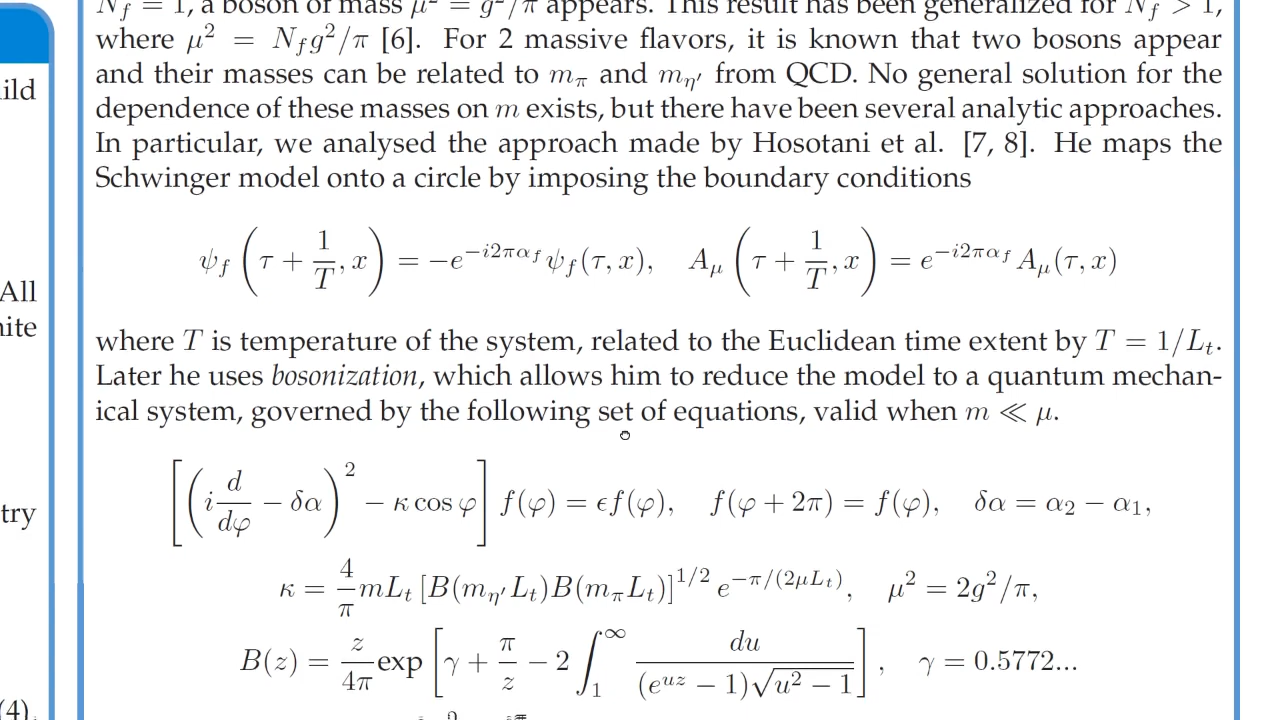 N_f = 1, a boson of mass μ² = g²/π appears. This result has been generalized for N_f > 1,
where μ² = N_f g²/π [6]. For 2 massive flavors, it is known that two bosons appear
and their masses can be related to m_π and m_η′ from QCD. No general solution for the
dependence of these masses on m exists, but there have been several analytic approaches.
In particular, we analysed the approach made by Hosotani et al. [7, 8]. He maps the
Schwinger model onto a circle by imposing the boundary conditions
ψ_f (τ + 1/T, x) = −e^{−i2πα_f} ψ_f(τ, x), A_μ (τ + 1/T, x) = e^{−i2πα_f} A_μ(τ, x)
where T is temperature of the system, related to the Euclidean time extent by T = 1/L_t.
Later he uses bosonization, which allows him to reduce the model to a quantum mechan-
ical system, governed by the following set of equations, valid when m ≪ μ.
[(i d/dφ − δα)² − κ cos φ] f(φ) = ϵf(φ), f(φ + 2π) = f(φ), δα = α₂ − α₁,
κ = 4/π mL_t [B(m_η′ L_t)B(m_π L_t)]^{1/2} e^{−π/(2μL_t)}, μ² = 2g²/π,
B(z) = z/4π exp [γ + π/z − 2 ∫₁^∞ du/((e^{uz} − 1)√(u² − 1))], γ = 0.5772...
ild
All
nite
try
(4).